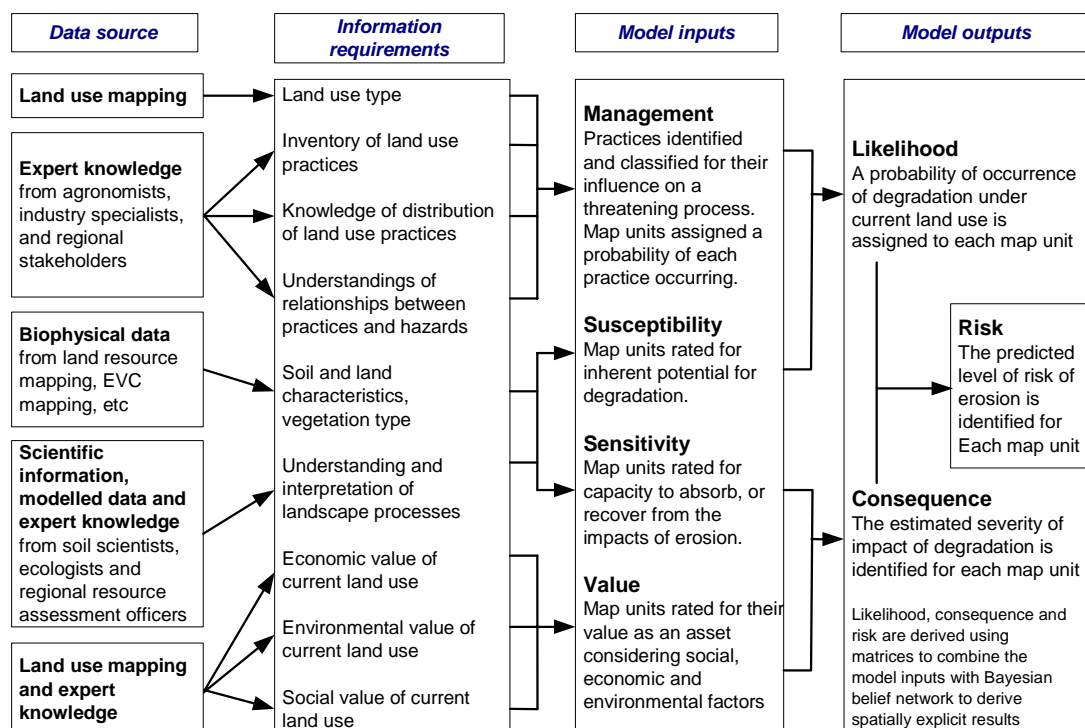 Data source
Information
requirements
Model inputs
Model outputs
Land use mapping
Expert knowledge
from agronomists,
industry specialists,
and regional
stakeholders
Biophysical data
from land resource
mapping, EVC
mapping, etc
Scientific
information,
modelled data and
expert knowledge
from soil scientists,
ecologists and
regional resource
assessment officers
Land use mapping
and expert
knowledge
Land use type
Inventory of land use
practices
Knowledge of distribution
of land use practices
Understandings of
relationships between
practices and hazards
Soil and land
characteristics,
vegetation type
Understanding and
interpretation of
landscape processes
Economic value of
current land use
Environmental value of
current land use
Social value of current
land use
Management
Practices identified
and classified for their
influence on a
threatening process.
Map units assigned a
probability of each
practice occurring.
Susceptibility
Map units rated for
inherent potential for
degradation.
Sensitivity
Map units rated for
capacity to absorb, or
recover from the
impacts of erosion.
Value
Map units rated for their
value as an asset
considering social,
economic and
environmental factors
Likelihood
A probability of occurrence
of degradation under
current land use is
assigned to each map unit
Risk
The predicted
level of risk of
erosion is
identified for
Each map unit
Consequence
The estimated severity of
impact of degradation is
identified for each map unit
Likelihood, consequence and
risk are derived using
matrices to combine the
model inputs with Bayesian
belief network to derive
spatially explicit results